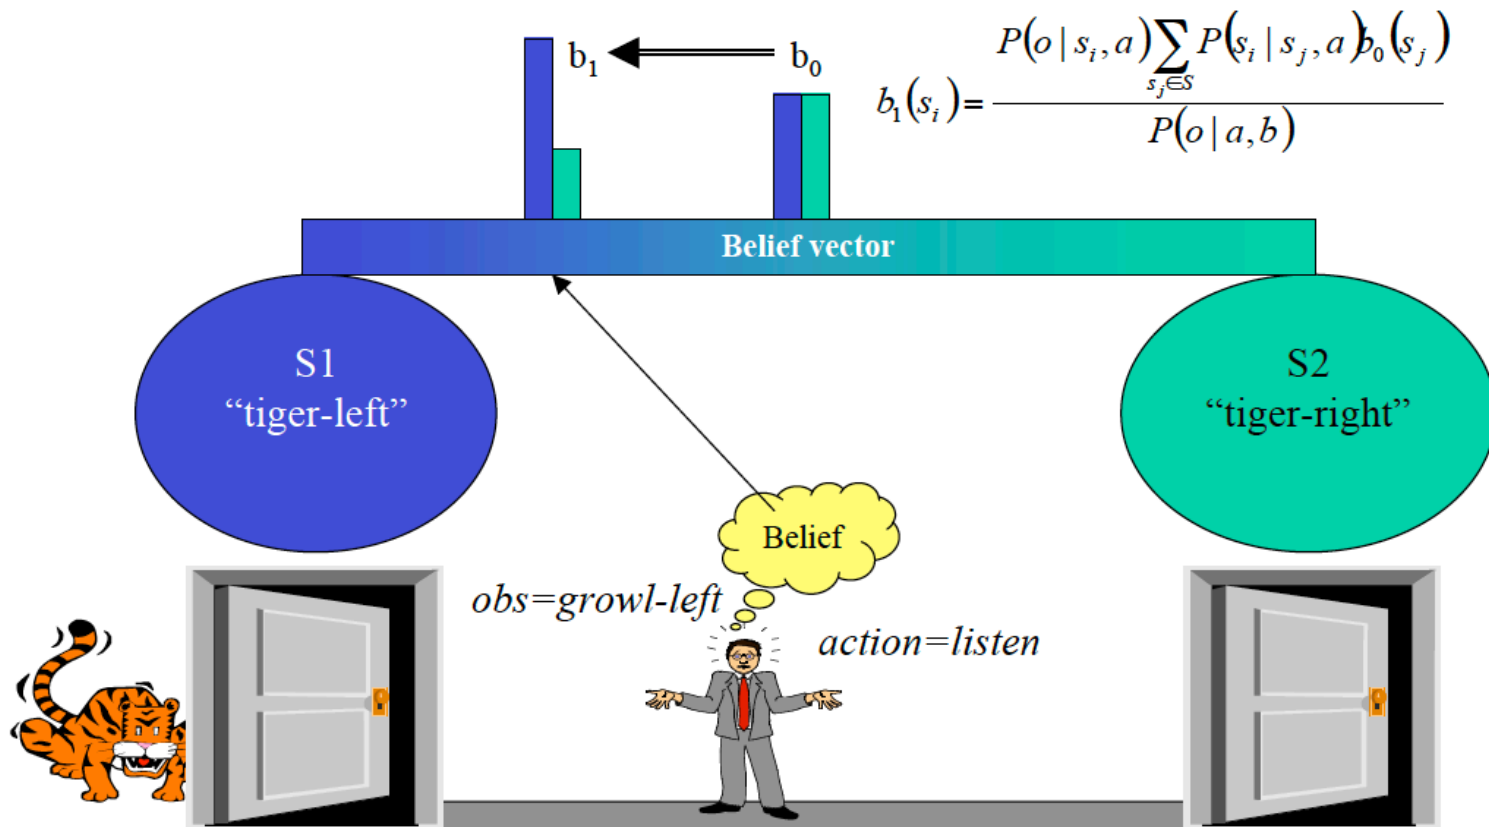 b₁
b₀
b₁(sᵢ) = P(o | sᵢ, a) ∑_{sⱼ∈S} P(sᵢ | sⱼ, a) b₀(sⱼ) / P(o | a, b)
Belief vector
S1
“tiger-left”
S2
“tiger-right”
Belief
obs=growl-left
action=listen